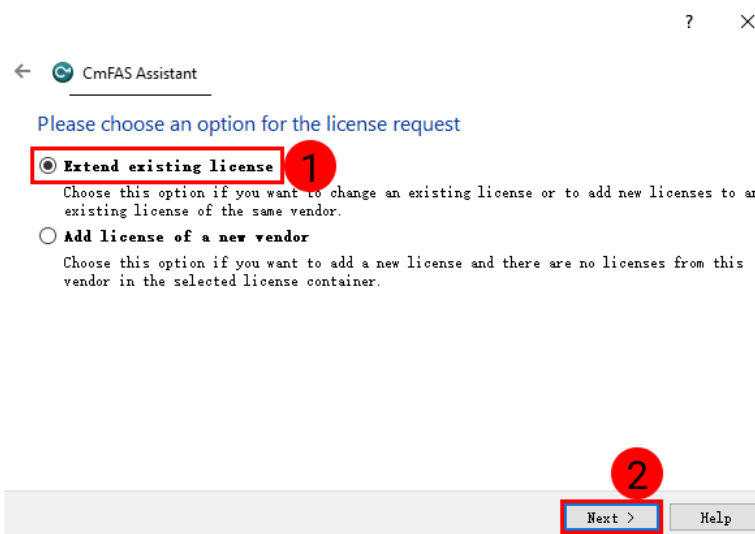 ?
CmFAS Assistant
Please choose an option for the license request
Extend existing license
1
Choose this option if you want to change an existing license or to add new licenses to an
existing license of the same vendor.
Add license of a new vendor
Choose this option if you want to add a new license and there are no licenses from this
vendor in the selected license container.
2
Next >
Help